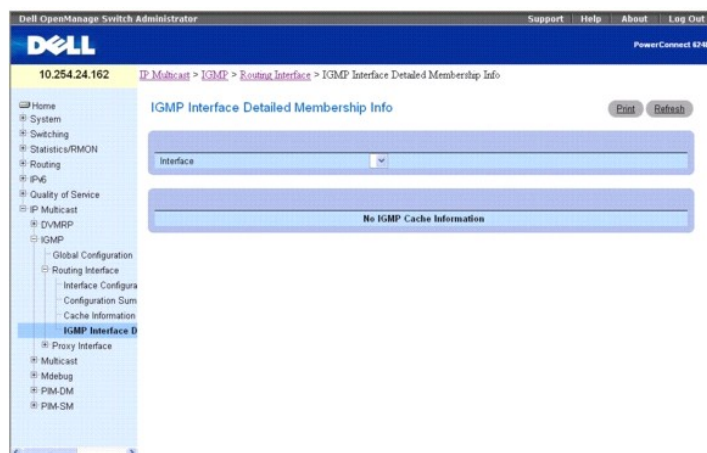 Dell OpenManage Switch Administrator
Support Help About Log Out
DELL
PowerConnect 6248
10.254.24.162
IP Multicast > IGMP > Routing Interface > IGMP Interface Detailed Membership Info
Home
System
Switching
Statistics/RMON
Routing
IPv6
Quality of Service
IP Multicast
DVMRP
IGMP
Global Configuration
Routing Interface
Interface Configura
Configuration Sum
Cache Information
IGMP Interface D
Proxy Interface
Multicast
Mdebug
PIM-DM
PIM-SM
IGMP Interface Detailed Membership Info
Print Refresh
Interface
No IGMP Cache Information